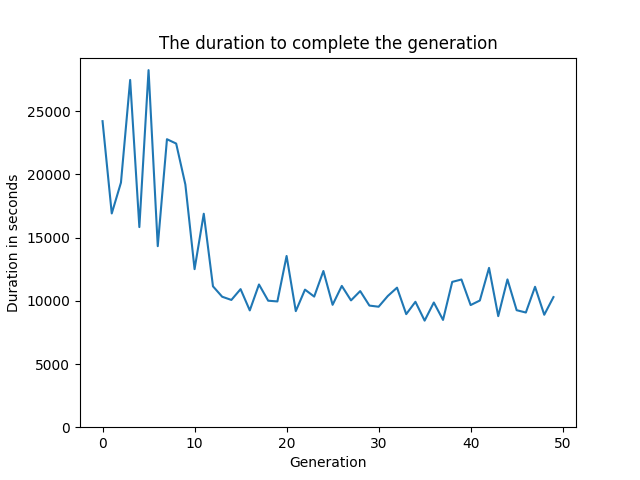 The duration to complete the generation
Duration in seconds
25000
20000
15000
10000
5000
0
0 10 20 30 40 50
Generation